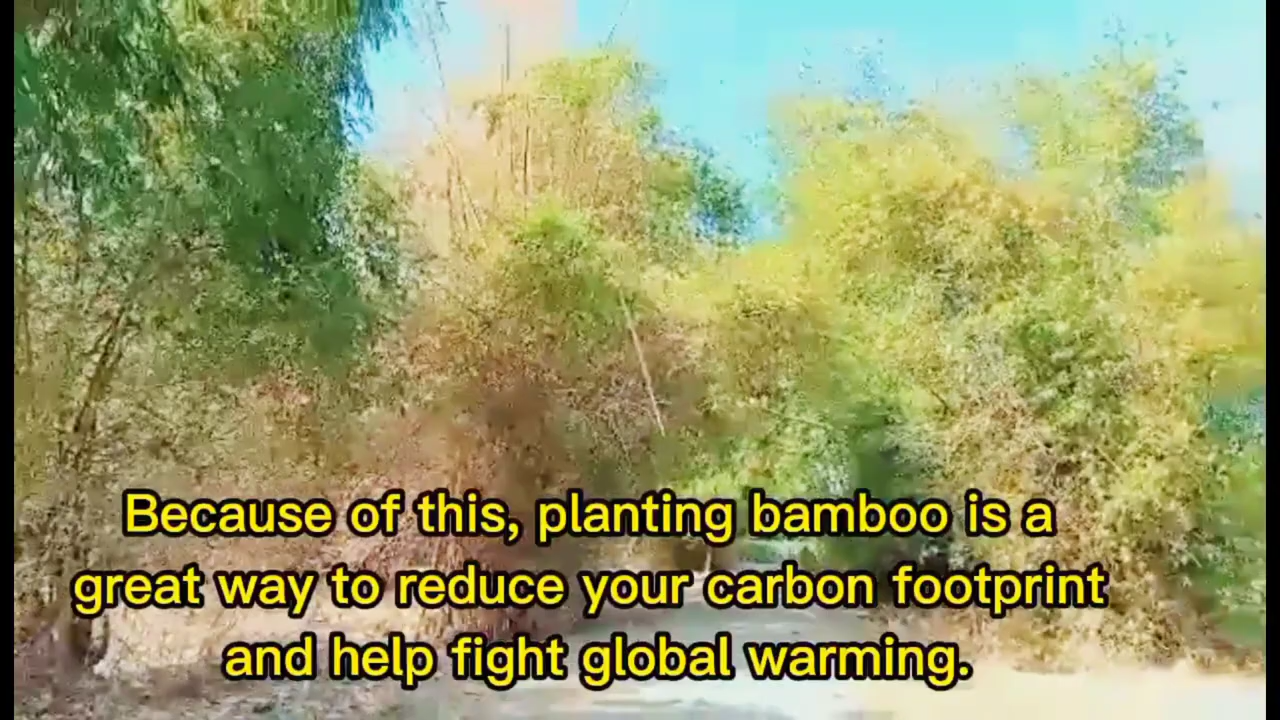 Because of this, planting bamboo is a
great way to reduce your carbon footprint
and help fight global warming.